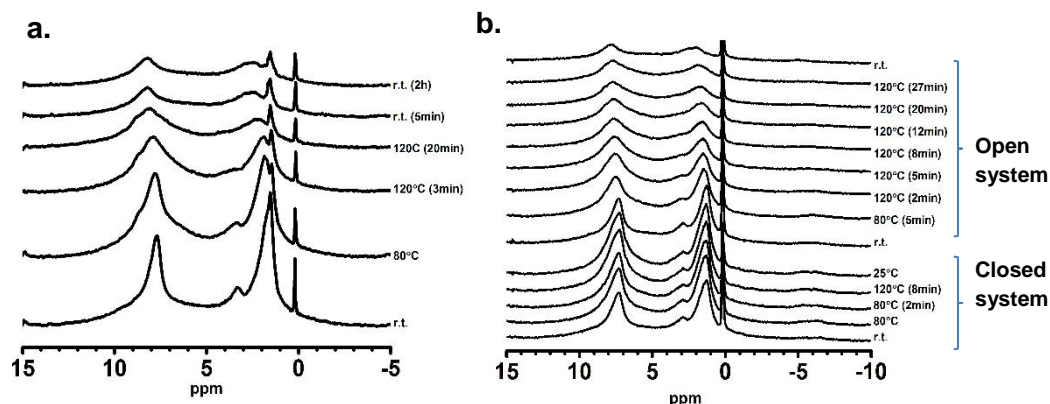 a.
r.t. (2h)
r.t. (5min)
120C (20min)
120°C (3min)
80°C
r.t.
15 10 5 0 -5
ppm
b.
r.t.
120°C (27min)
120°C (20min)
120°C (12min)
120°C (8min)
120°C (5min)
120°C (2min)
80°C (5min)
r.t.
25°C
120°C (8min)
80°C (2min)
80°C
r.t.
15 10 5 0 -5 -10
ppm
Open
system
Closed
system